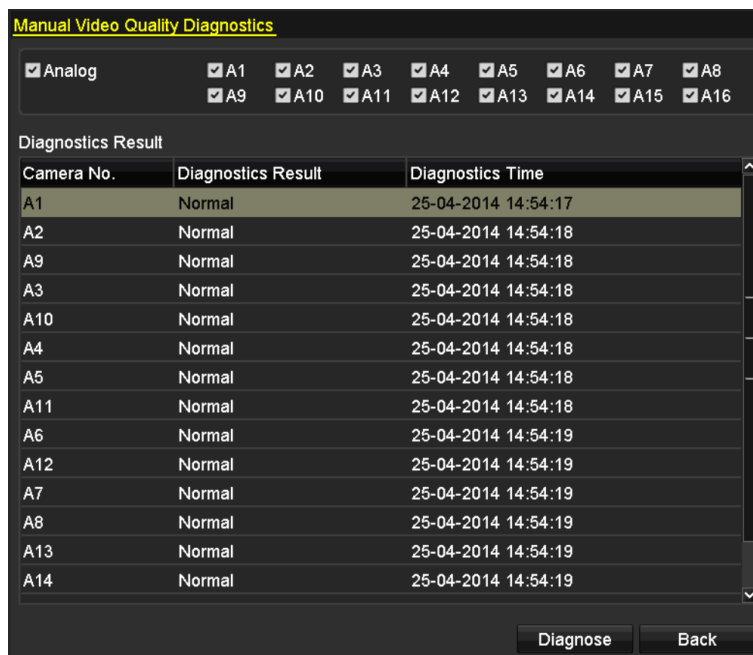 Manual Video Quality Diagnostics
Analog A1 A2 A3 A4 A5 A6 A7 A8
A9 A10 A11 A12 A13 A14 A15 A16
Diagnostics Result
Camera No. Diagnostics Result Diagnostics Time
A1 Normal 25-04-2014 14:54:17
A2 Normal 25-04-2014 14:54:18
A9 Normal 25-04-2014 14:54:18
A3 Normal 25-04-2014 14:54:18
A10 Normal 25-04-2014 14:54:18
A4 Normal 25-04-2014 14:54:18
A5 Normal 25-04-2014 14:54:18
A11 Normal 25-04-2014 14:54:18
A6 Normal 25-04-2014 14:54:19
A12 Normal 25-04-2014 14:54:19
A7 Normal 25-04-2014 14:54:19
A8 Normal 25-04-2014 14:54:19
A13 Normal 25-04-2014 14:54:19
A14 Normal 25-04-2014 14:54:19
Diagnose Back